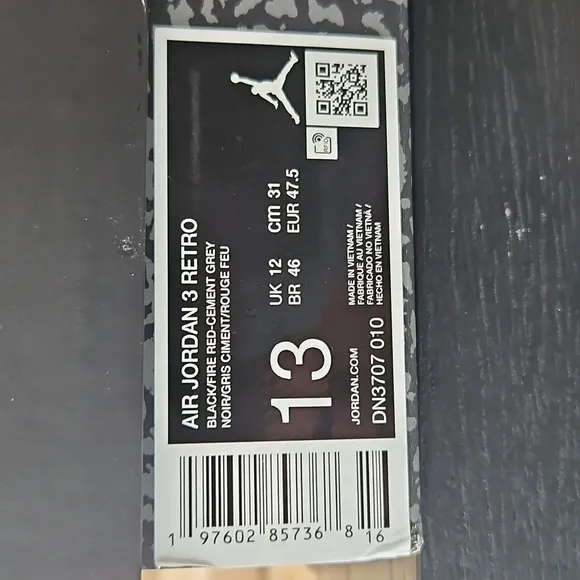 AIR JORDAN 3 RETRO
BLACK/FIRE RED-CEMENT GREY
NOIR/GRIS CIMENT/ROUGE FEU
13
UK 12 cm 31
BR 46 EUR 47.5
JORDAN.COM
DN3707 010
MADE IN VIETNAM /
FABRIQUE AU VIETNAM /
FABRICADO NO VIETNÃ /
HECHO EN VIETNAM
RFID
1 97602 85736 8 16